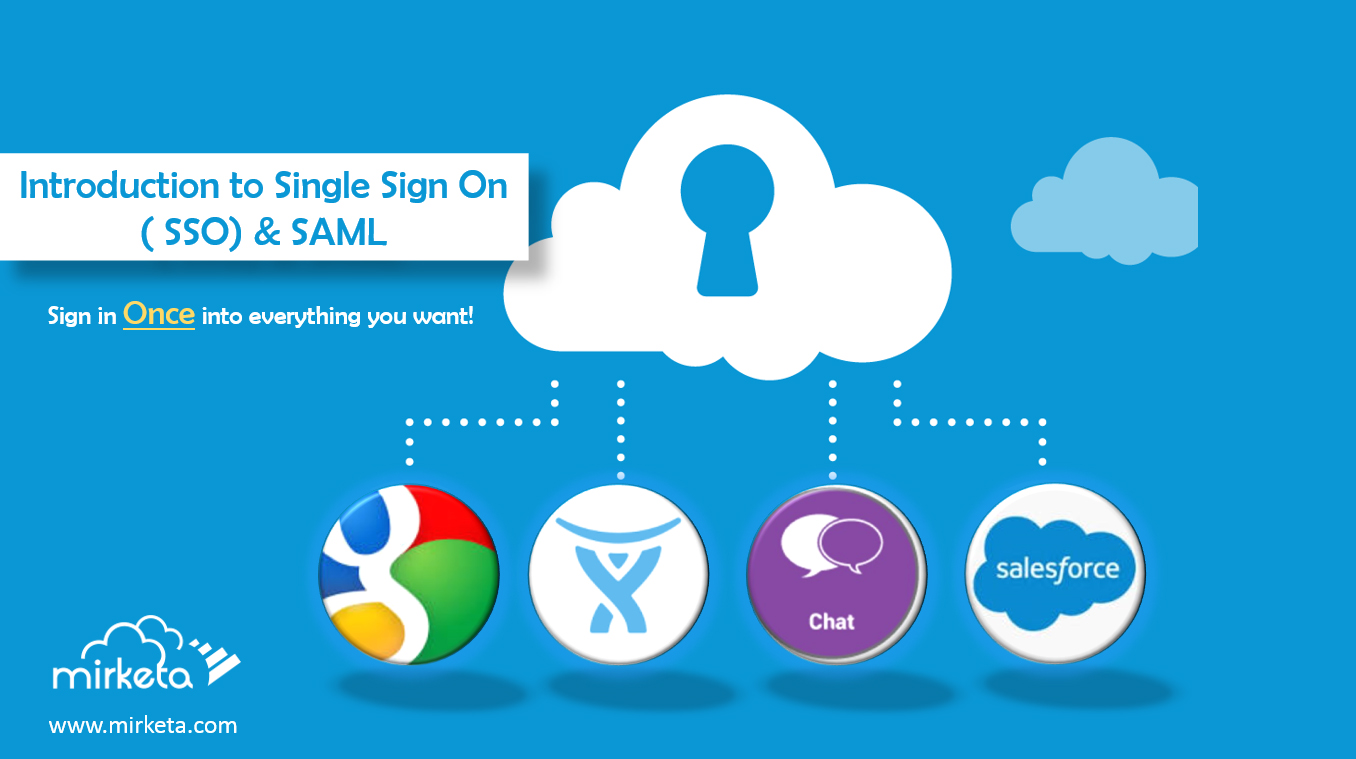 Introduction to Single Sign On
( SSO) & SAML
Sign in Once into everything you want!
Chat
salesforce
mirketa
www.mirketa.com